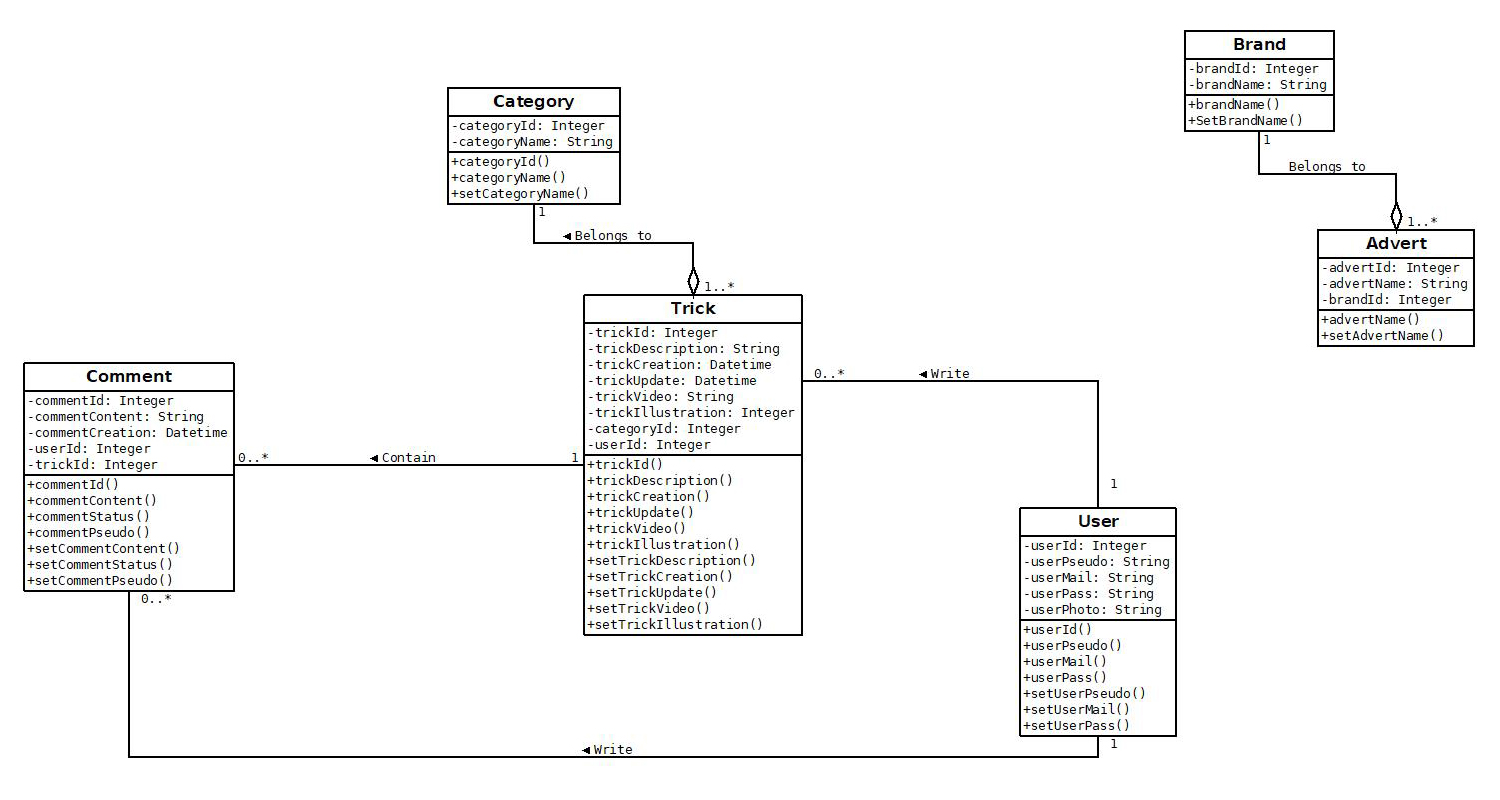 Brand
-brandId: Integer
-brandName: String
+brandName()
+SetBrandName()
1
Belongs to
1..*
Advert
-advertId: Integer
-advertName: String
-brandId: Integer
+advertName()
+setAdvertName()
Category
-categoryId: Integer
-categoryName: String
+categoryId()
+categoryName()
+setCategoryName()
1
Belongs to
1..*
Trick
-trickId: Integer
-trickDescription: String
-trickCreation: Datetime
-trickUpdate: Datetime
-trickVideo: String
-trickIllustration: Integer
-categoryId: Integer
-userId: Integer
+trickId()
+trickDescription()
+trickCreation()
+trickUpdate()
+trickVideo()
+trickIllustration()
+setTrickDescription()
+setTrickCreation()
+setTrickUpdate()
+setTrickVideo()
+setTrickIllustration()
Comment
-commentId: Integer
-commentContent: String
-commentCreation: Datetime
-userId: Integer
-trickId: Integer
+commentId()
+commentContent()
+commentStatus()
+commentPseudo()
+setCommentContent()
+setCommentStatus()
+setCommentPseudo()
0..* Contain 1
0..* Write
1
User
-userId: Integer
-userPseudo: String
-userMail: String
-userPass: String
-userPhoto: String
+userId()
+userPseudo()
+userMail()
+userPass()
+setUserPseudo()
+setUserMail()
+setUserPass()
0..*
Write
1